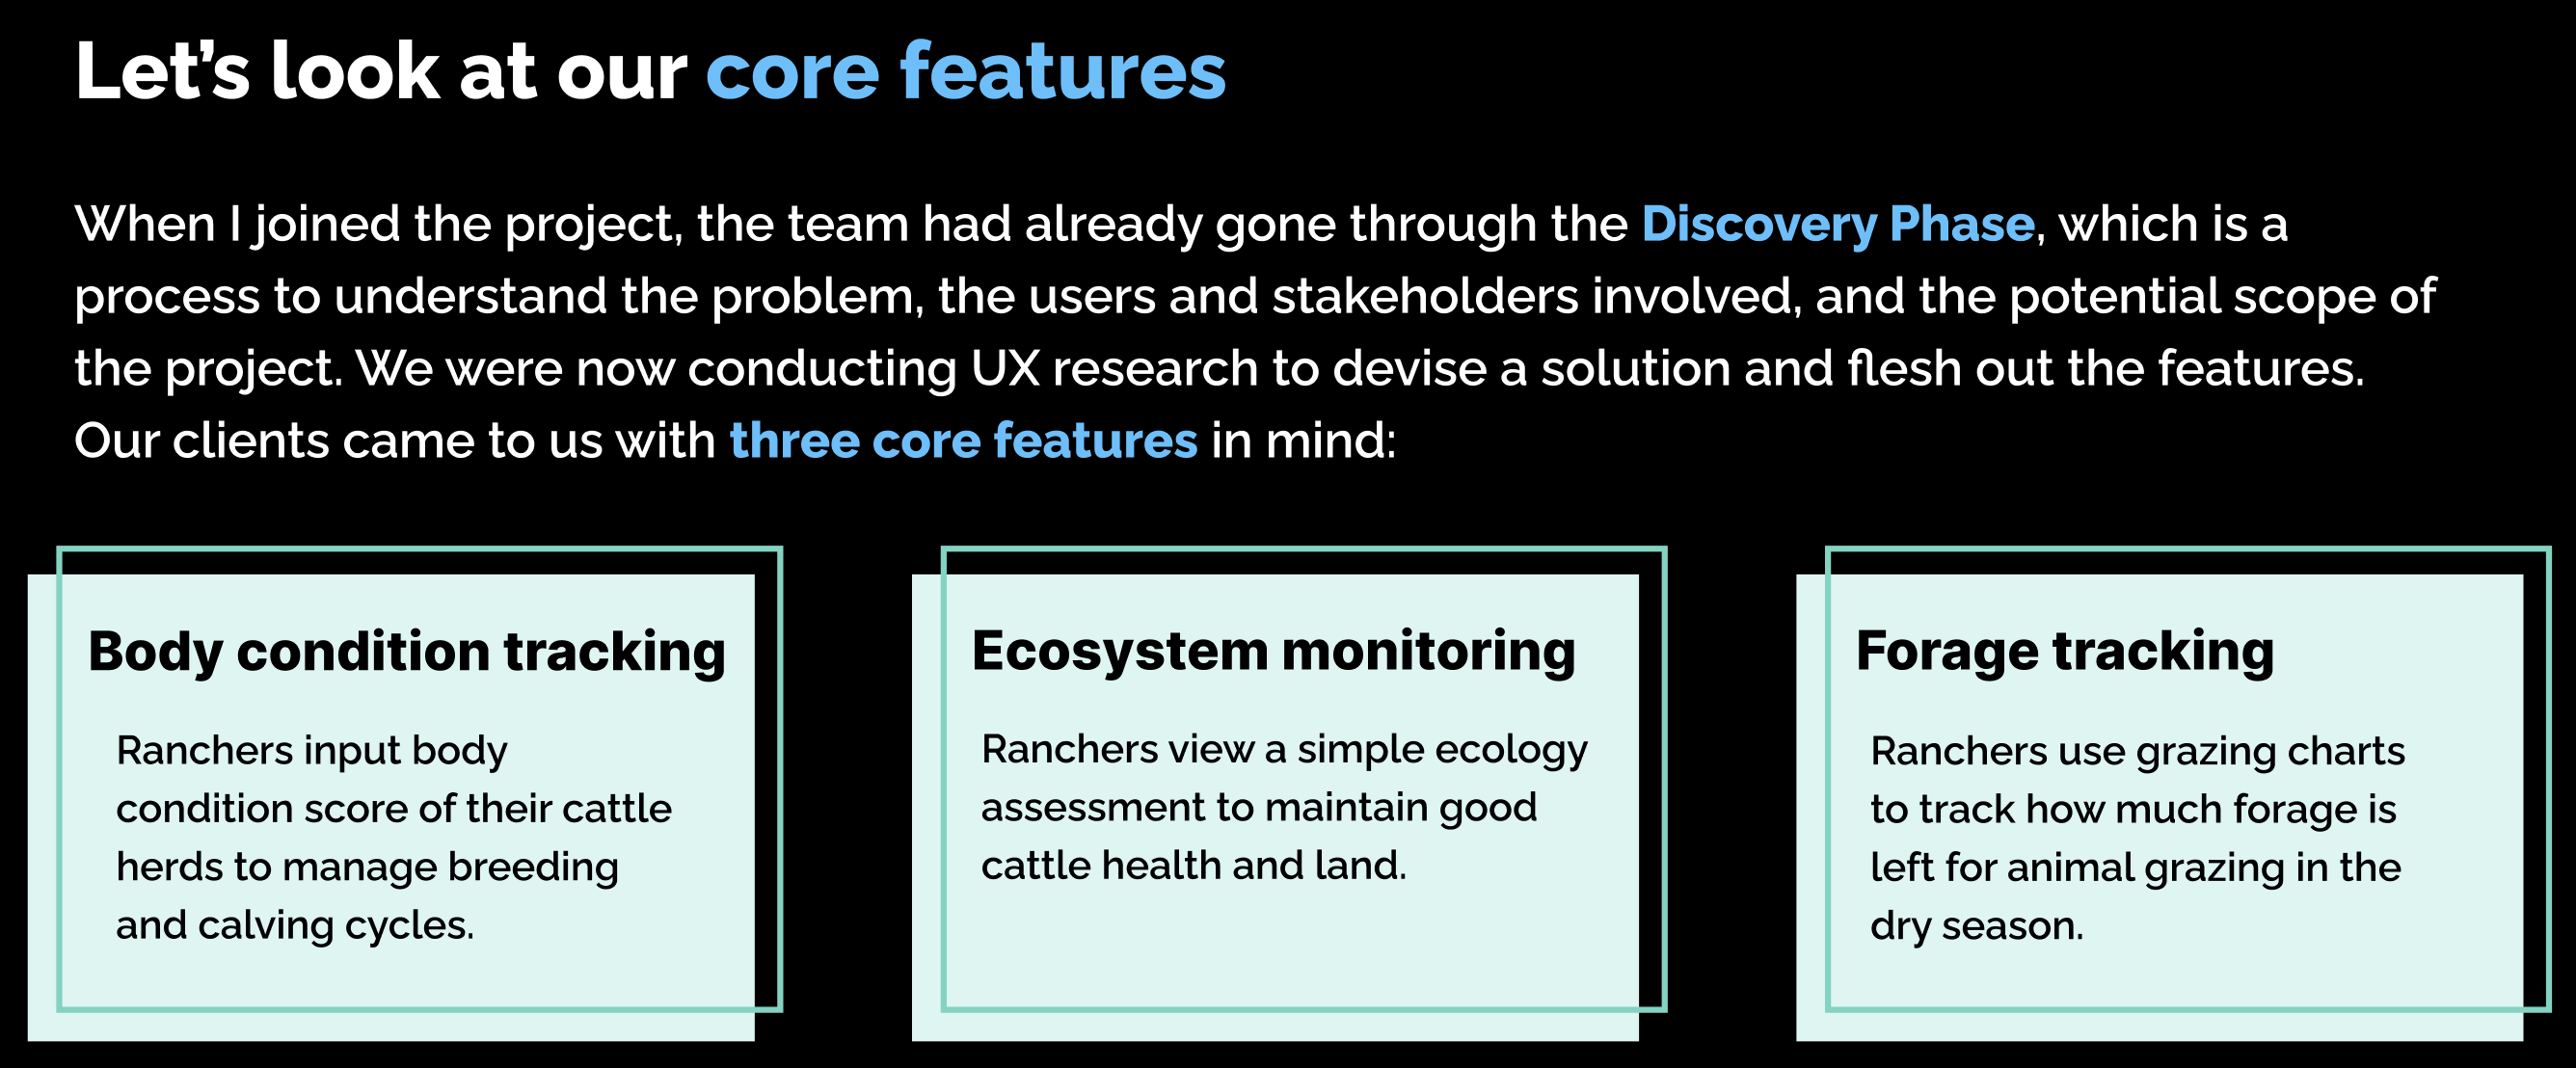 Let’s look at our core features
When I joined the project, the team had already gone through the Discovery Phase, which is a
process to understand the problem, the users and stakeholders involved, and the potential scope of
the project. We were now conducting UX research to devise a solution and flesh out the features.
Our clients came to us with three core features in mind:
Body condition tracking
Ranchers input body
condition score of their cattle
herds to manage breeding
and calving cycles.
Ecosystem monitoring
Ranchers view a simple ecology
assessment to maintain good
cattle health and land.
Forage tracking
Ranchers use grazing charts
to track how much forage is
left for animal grazing in the
dry season.